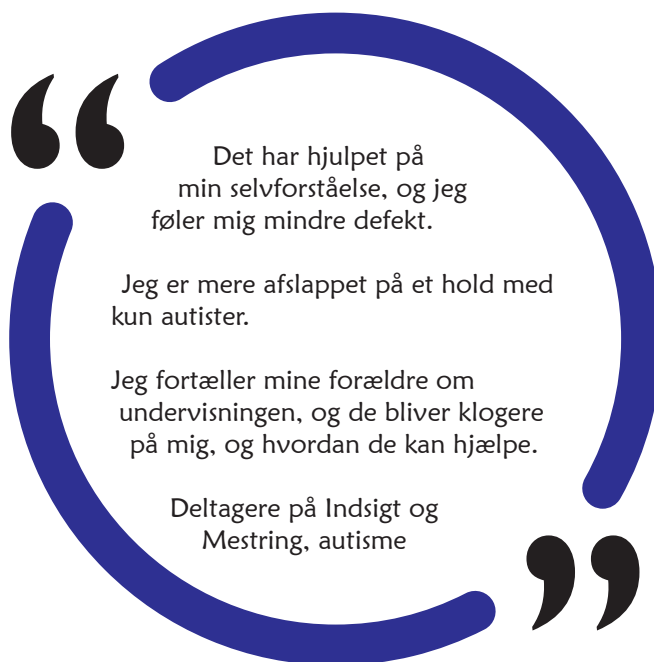 Det har hjulpet på
min selvforståelse, og jeg
føler mig mindre defekt.
Jeg er mere afslappet på et hold med
kun autister.
Jeg fortæller mine forældre om
undervisningen, og de bliver klogere
på mig, og hvordan de kan hjælpe.
Deltagere på Indsigt og
Mestring, autisme